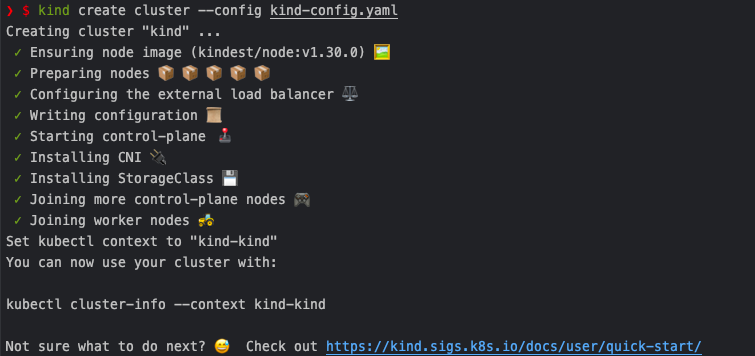 ❯ $ kind create cluster --config kind-config.yaml
Creating cluster "kind" ...
✓ Ensuring node image (kindest/node:v1.30.0) 🖼
✓ Preparing nodes 📦 📦 📦 📦 📦
✓ Configuring the external load balancer ⚖️
✓ Writing configuration 📜
✓ Starting control-plane 🕹️
✓ Installing CNI 🔌
✓ Installing StorageClass 💾
✓ Joining more control-plane nodes 🎮
✓ Joining worker nodes 🚜
Set kubectl context to "kind-kind"
You can now use your cluster with:
kubectl cluster-info --context kind-kind
Not sure what to do next? 😅 Check out https://kind.sigs.k8s.io/docs/user/quick-start/